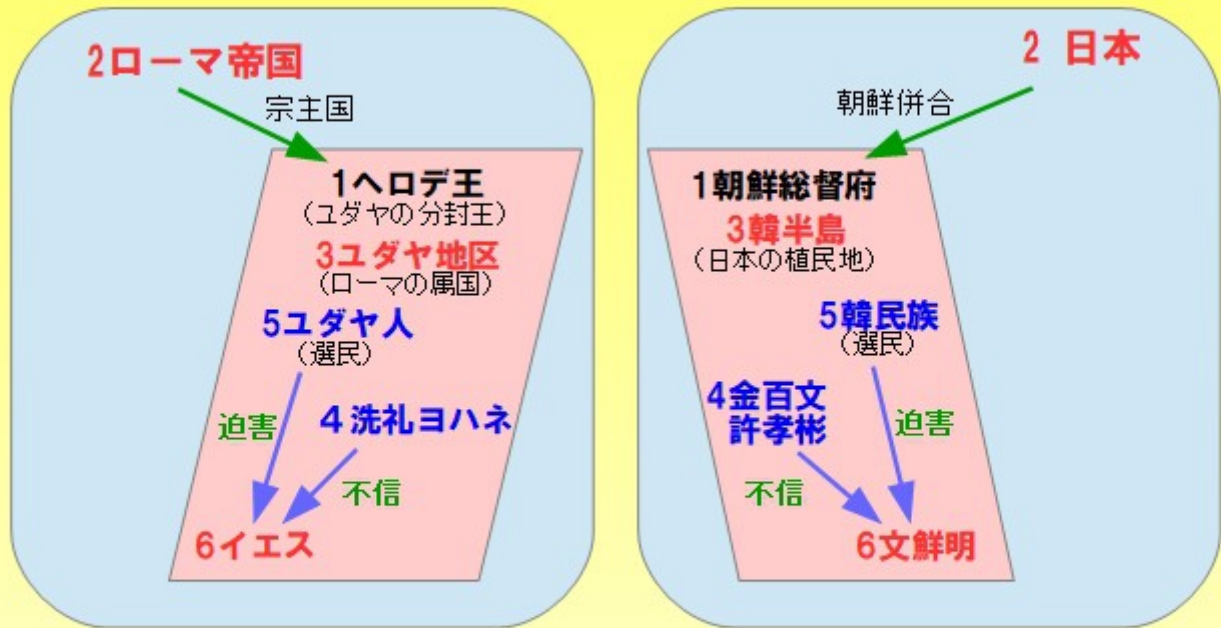 2ローマ帝国
宗主国
1ヘロデ王
(ユダヤの分封王)
3ユダヤ地区
(ローマの属国)
5ユダヤ人
(選民)
迫害
4洗礼ヨハネ
不信
6イエス
2 日本
朝鮮併合
1朝鮮総督府
3韓半島
(日本の植民地)
5韓民族
(選民)
4金百文
許孝彬
迫害
不信
6文鮮明